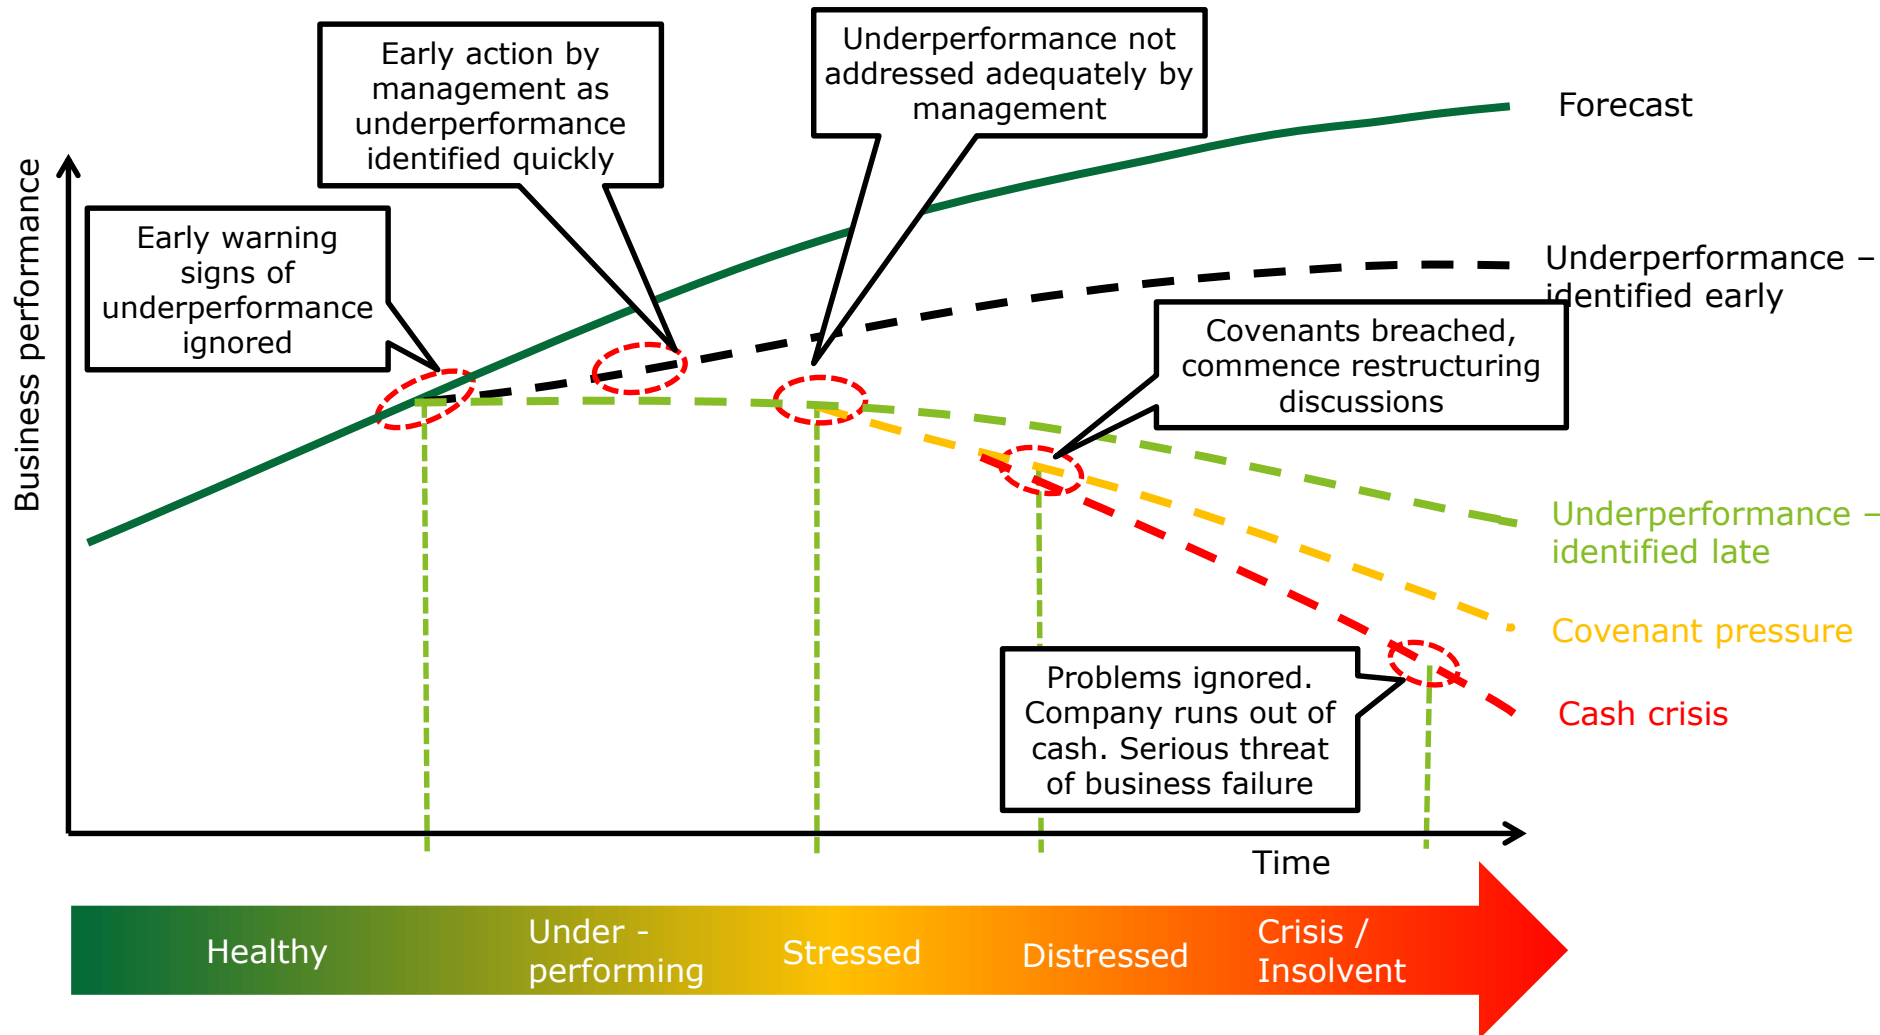 Early action by
management as
underperformance
identified quickly
Underperformance not
addressed adequately by
management
Forecast
Business performance
Early warning
signs of
underperformance
ignored
Underperformance –
identified early
Covenants breached,
commence restructuring
discussions
Underperformance –
identified late
Covenant pressure
Problems ignored.
Company runs out of
cash. Serious threat
of business failure
Cash crisis
Time
Healthy
Under -
performing
Stressed
Distressed
Crisis /
Insolvent